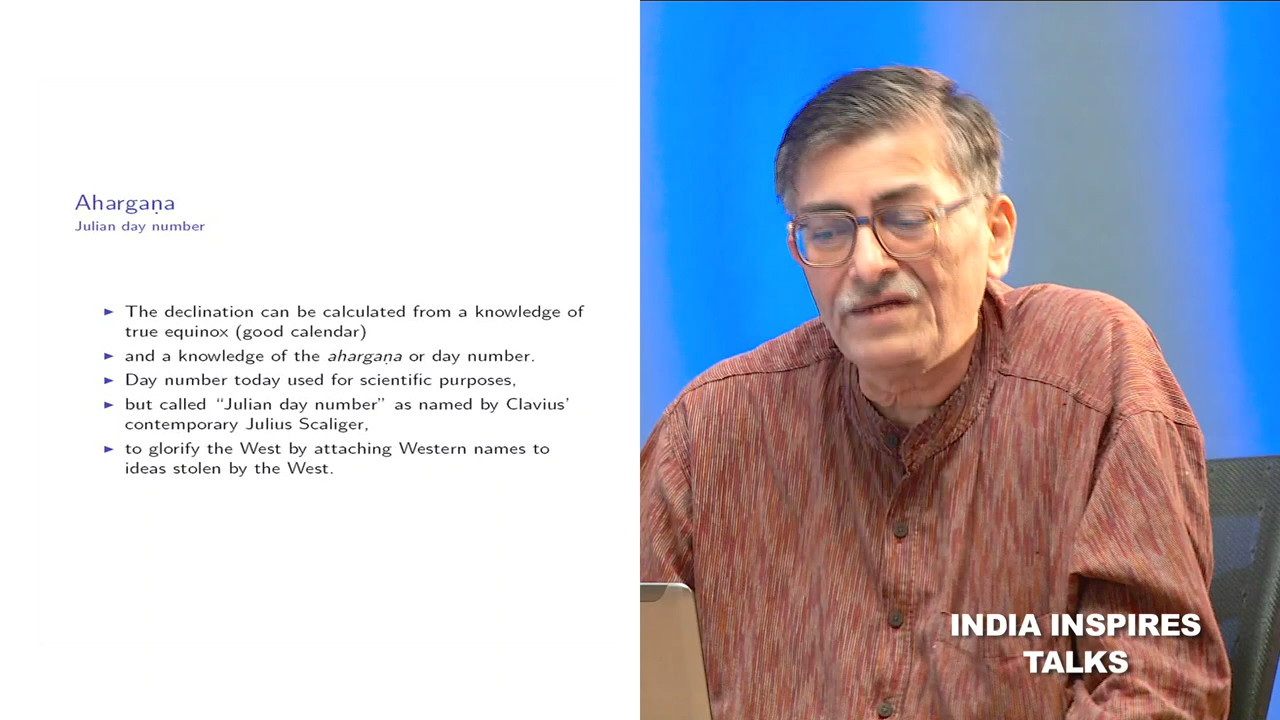 Ahargaṇa
Julian day number
► The declination can be calculated from a knowledge of
true equinox (good calendar)
► and a knowledge of the ahargaṇa or day number.
► Day number today used for scientific purposes,
► but called “Julian day number” as named by Clavius’
contemporary Julius Scaliger,
► to glorify the West by attaching Western names to
ideas stolen by the West.
INDIA INSPIRES
TALKS